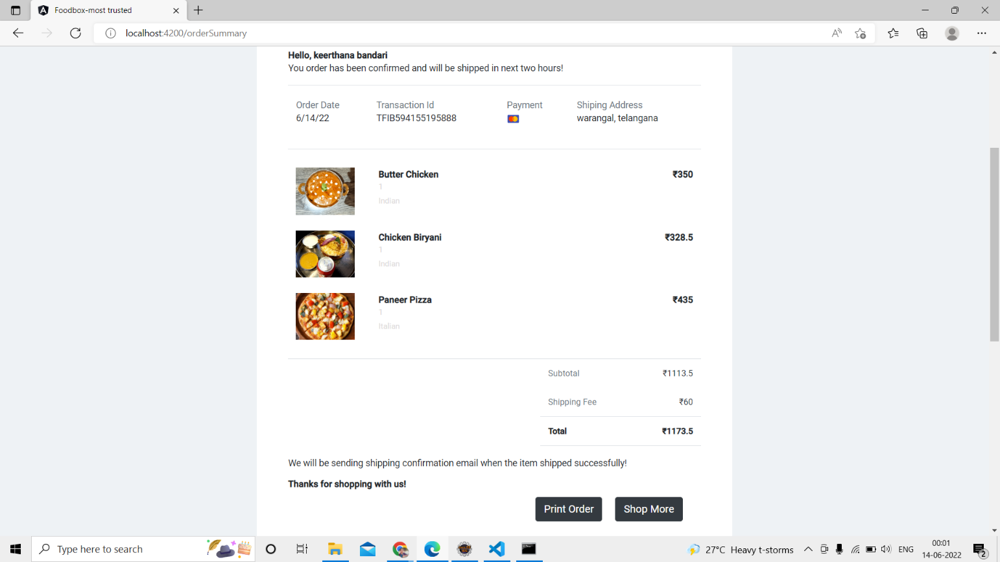 Foodbox-most trusted
localhost:4200/orderSummary
Hello, keerthana bandari
You order has been confirmed and will be shipped in next two hours!
Order Date Transaction Id Payment Shiping Address
6/14/22 TFIB594155195888 warangal, telangana
Butter Chicken ₹350
1
Indian
Chicken Biryani ₹328.5
1
Indian
Paneer Pizza ₹435
1
Italian
Subtotal ₹1113.5
Shipping Fee ₹60
Total ₹1173.5
We will be sending shipping confirmation email when the item shipped successfully!
Thanks for shopping with us!
Print Order Shop More
Type here to search
27°C Heavy t-storms
ENG
00:01
14-06-2022
2